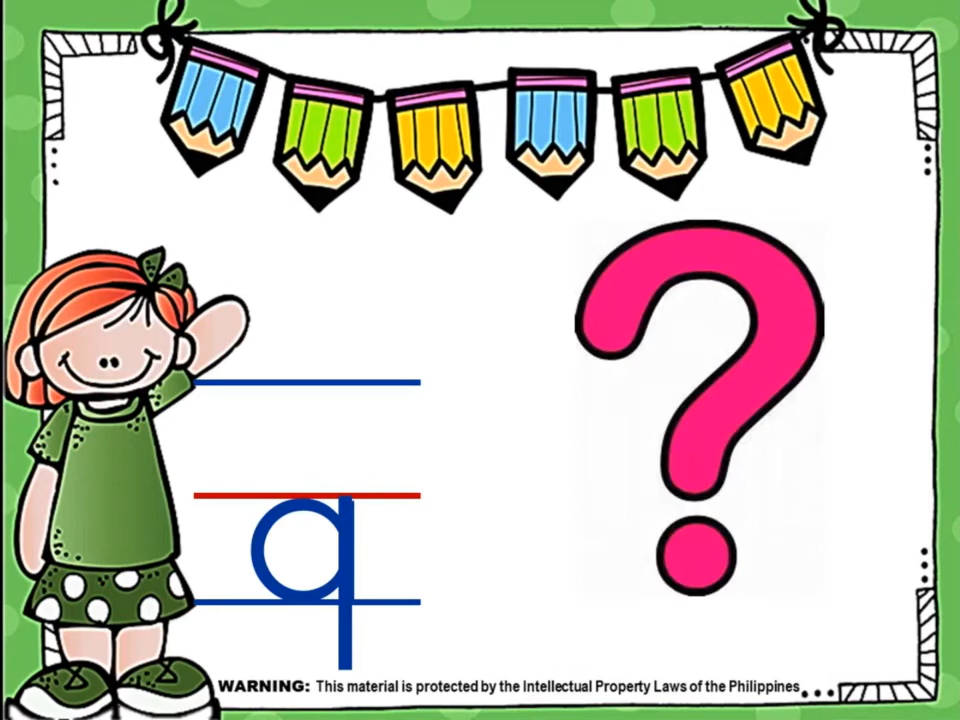 q
?
WARNING: This material is protected by the Intellectual Property Laws of the Philippines